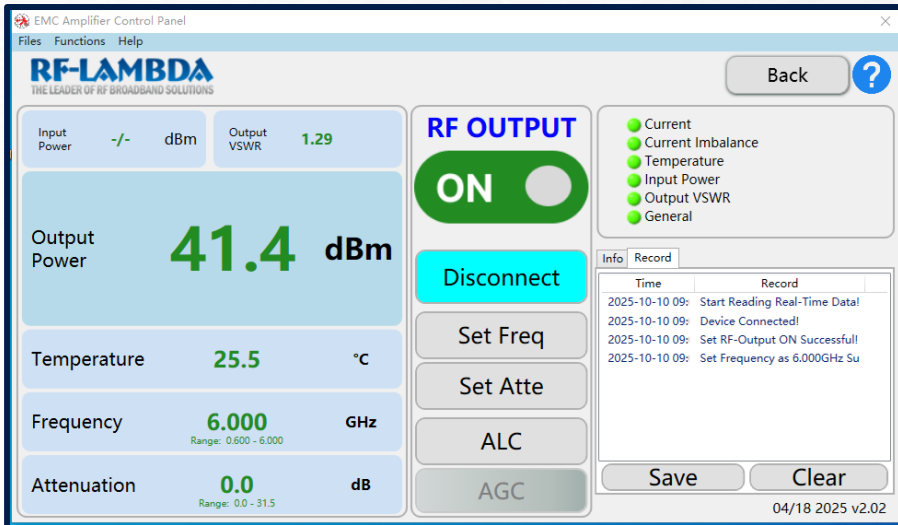 EMC Amplifier Control Panel
Files Functions Help
RF-LAMBDA
THE LEADER OF RF BROADBAND SOLUTIONS
Back
?
Input Power -/- dBm
Output VSWR 1.29
Output Power 41.4 dBm
Temperature 25.5 °C
Frequency 6.000 GHz
Range: 0.600 - 6.000
Attenuation 0.0 dB
Range: 0.0 - 31.5
RF OUTPUT
ON
Disconnect
Set Freq
Set Atte
ALC
AGC
Current
Current Imbalance
Temperature
Input Power
Output VSWR
General
Info Record
Time Record
2025-10-10 09: Start Reading Real-Time Data!
2025-10-10 09: Device Connected!
2025-10-10 09: Set RF-Output ON Successful!
2025-10-10 09: Set Frequency as 6.000GHz Su
Save Clear
04/18 2025 v2.02